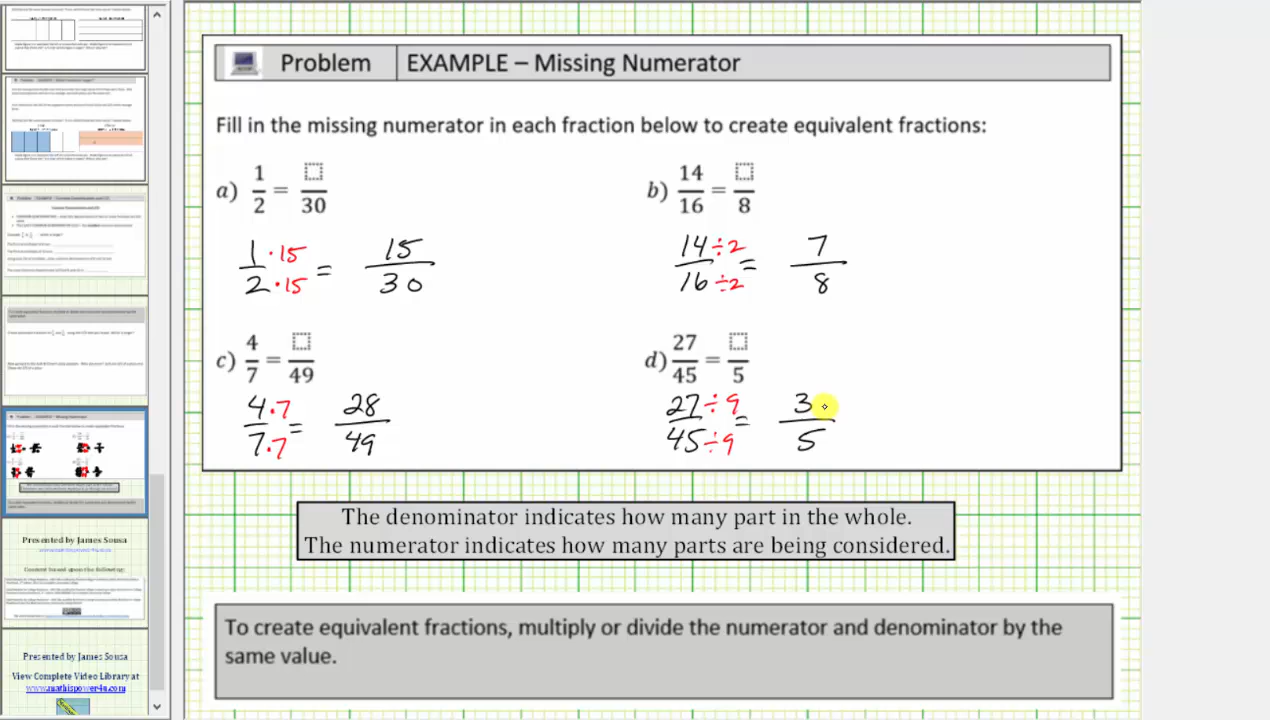 Problem EXAMPLE – Missing Numerator
Fill in the missing numerator in each fraction below to create equivalent fractions:
a) 1/2 = □/30
b) 14/16 = □/8
1·15/2·15 = 15/30
14÷2/16÷2 = 7/8
c) 4/7 = □/49
d) 27/45 = □/5
4·7/7·7 = 28/49
27÷9/45÷9 = 3/5
The denominator indicates how many part in the whole.
The numerator indicates how many parts are being considered.
To create equivalent fractions, multiply or divide the numerator and denominator by the
same value.
Presented by James Sousa
Presented by James Sousa
View Complete Video Library at
www.mathispower4u.com